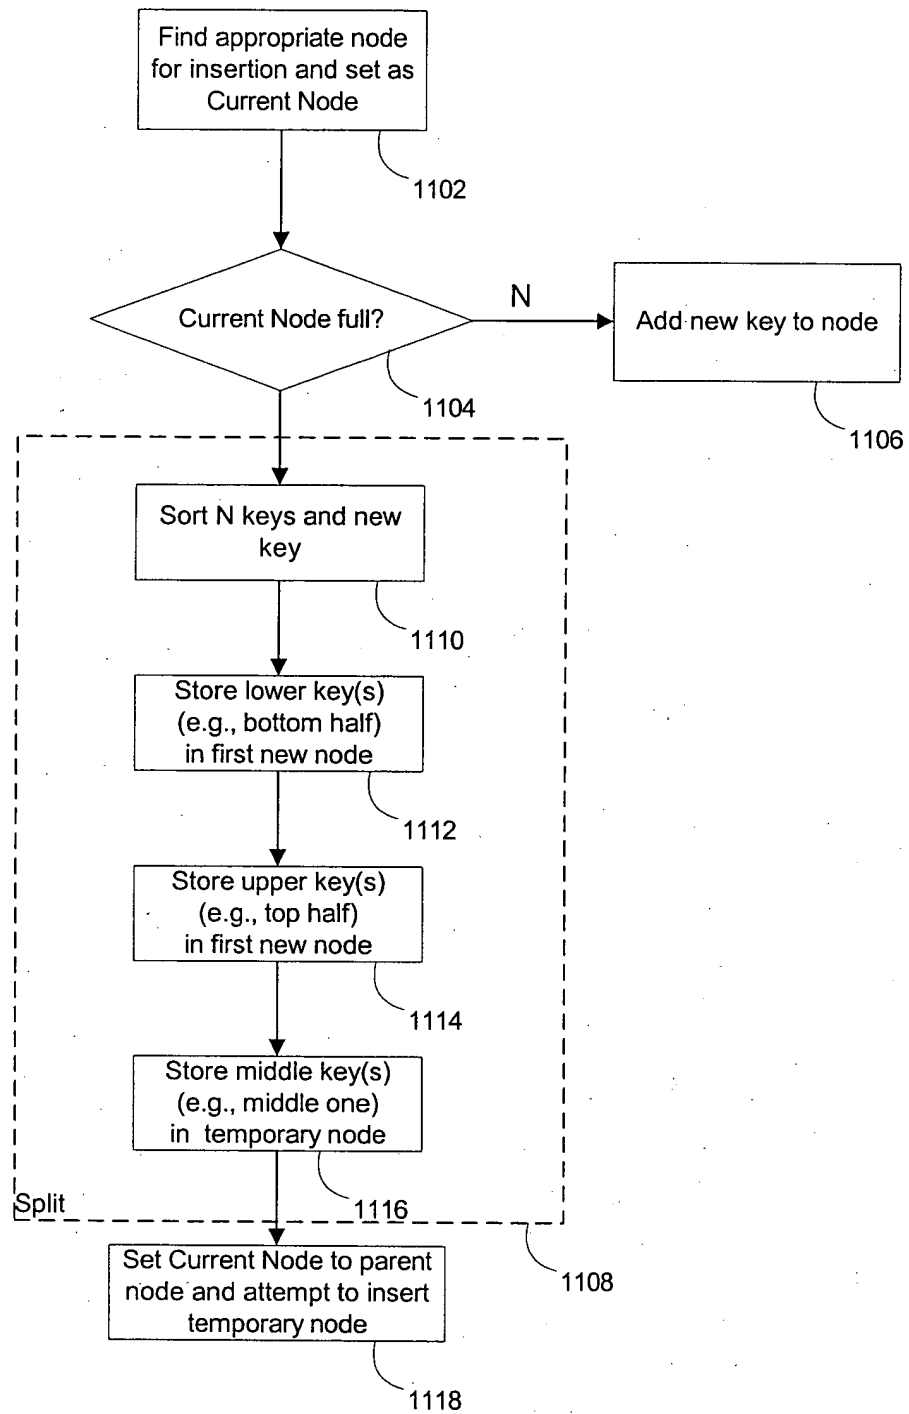 Find appropriate node
for insertion and set as
Current Node
1102
Current Node full?
N
1104
Add new key to node
1106
Sort N keys and new
key
1110
Store lower key(s)
(e.g., bottom half)
in first new node
1112
Store upper key(s)
(e.g., top half)
in first new node
1114
Store middle key(s)
(e.g., middle one)
in temporary node
1116
Split
1108
Set Current Node to parent
node and attempt to insert
temporary node
1118